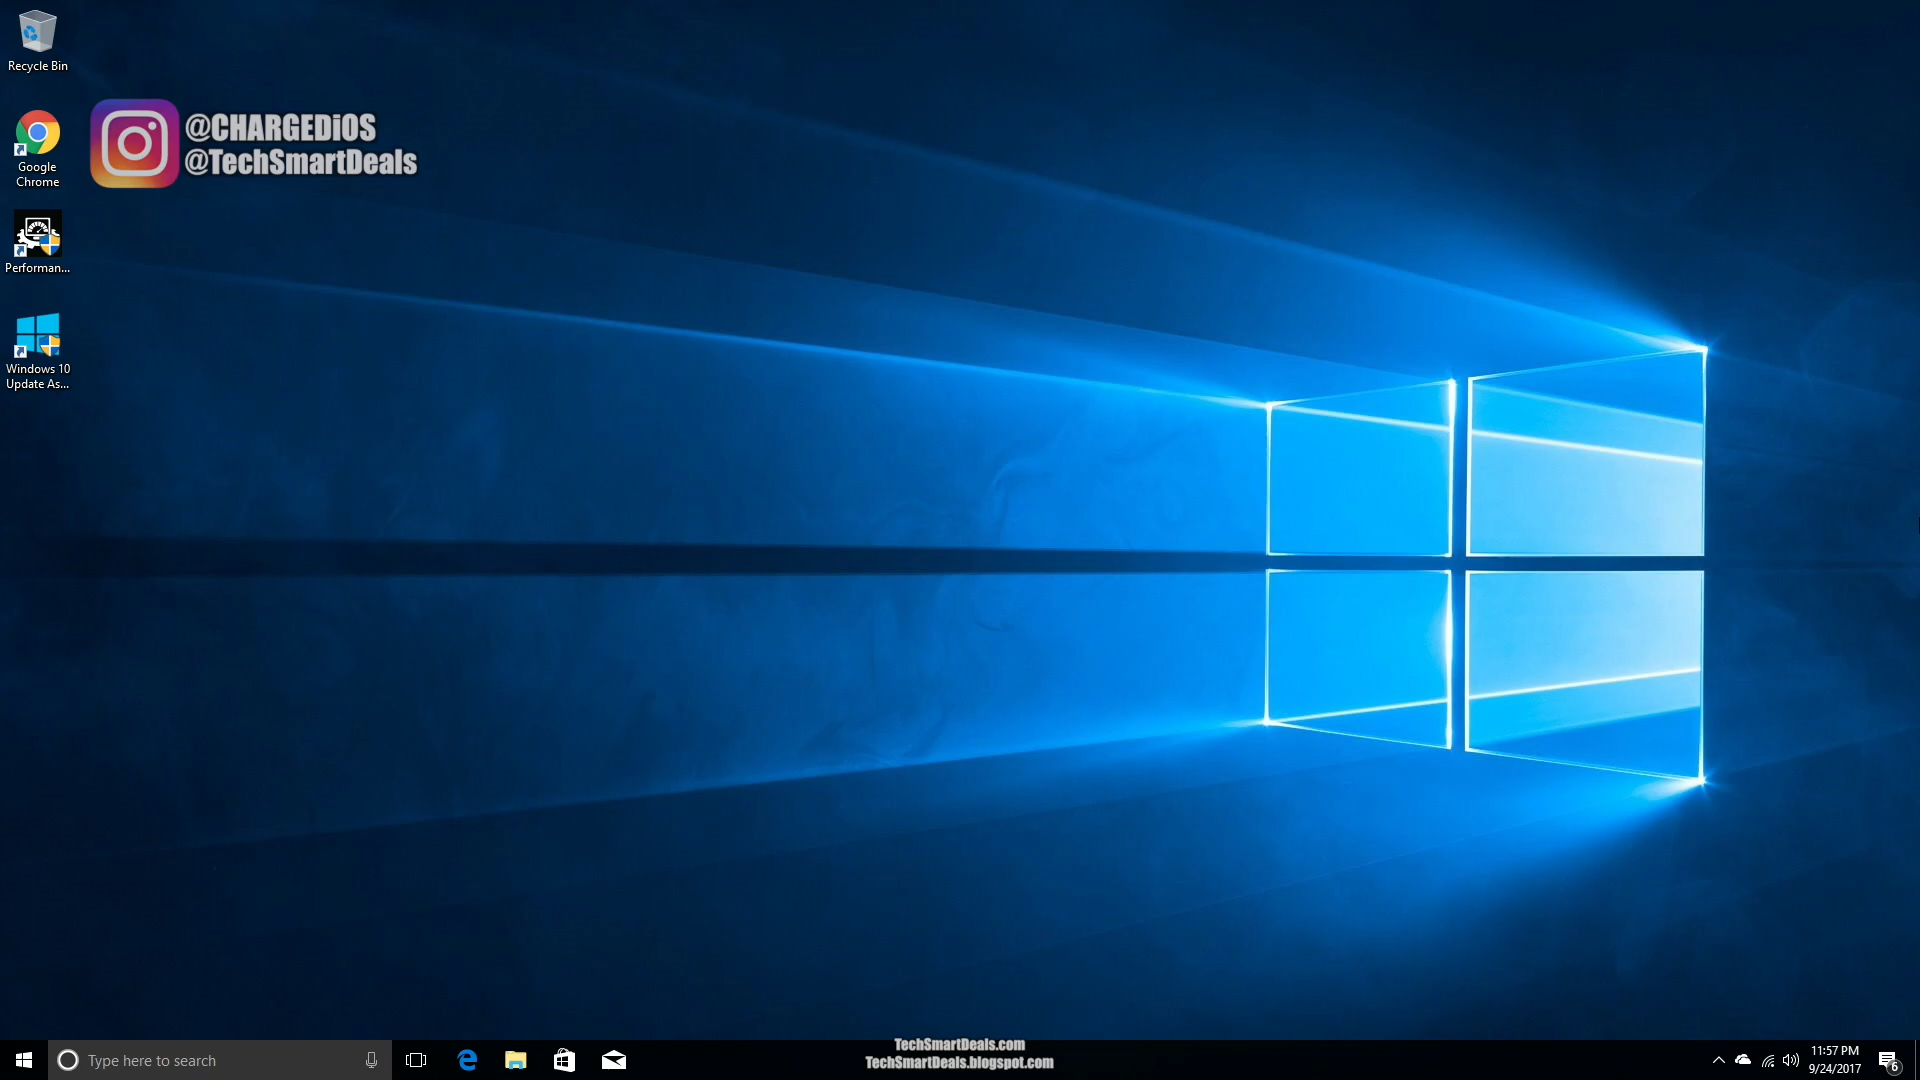 Recycle Bin
@CHARGEDiOS
@TechSmartDeals
Google
Chrome
Performan...
Windows 10
Update As...
TechSmartDeals.com
TechSmartDeals.blogspot.com
Type here to search
11:57 PM
9/24/2017
6